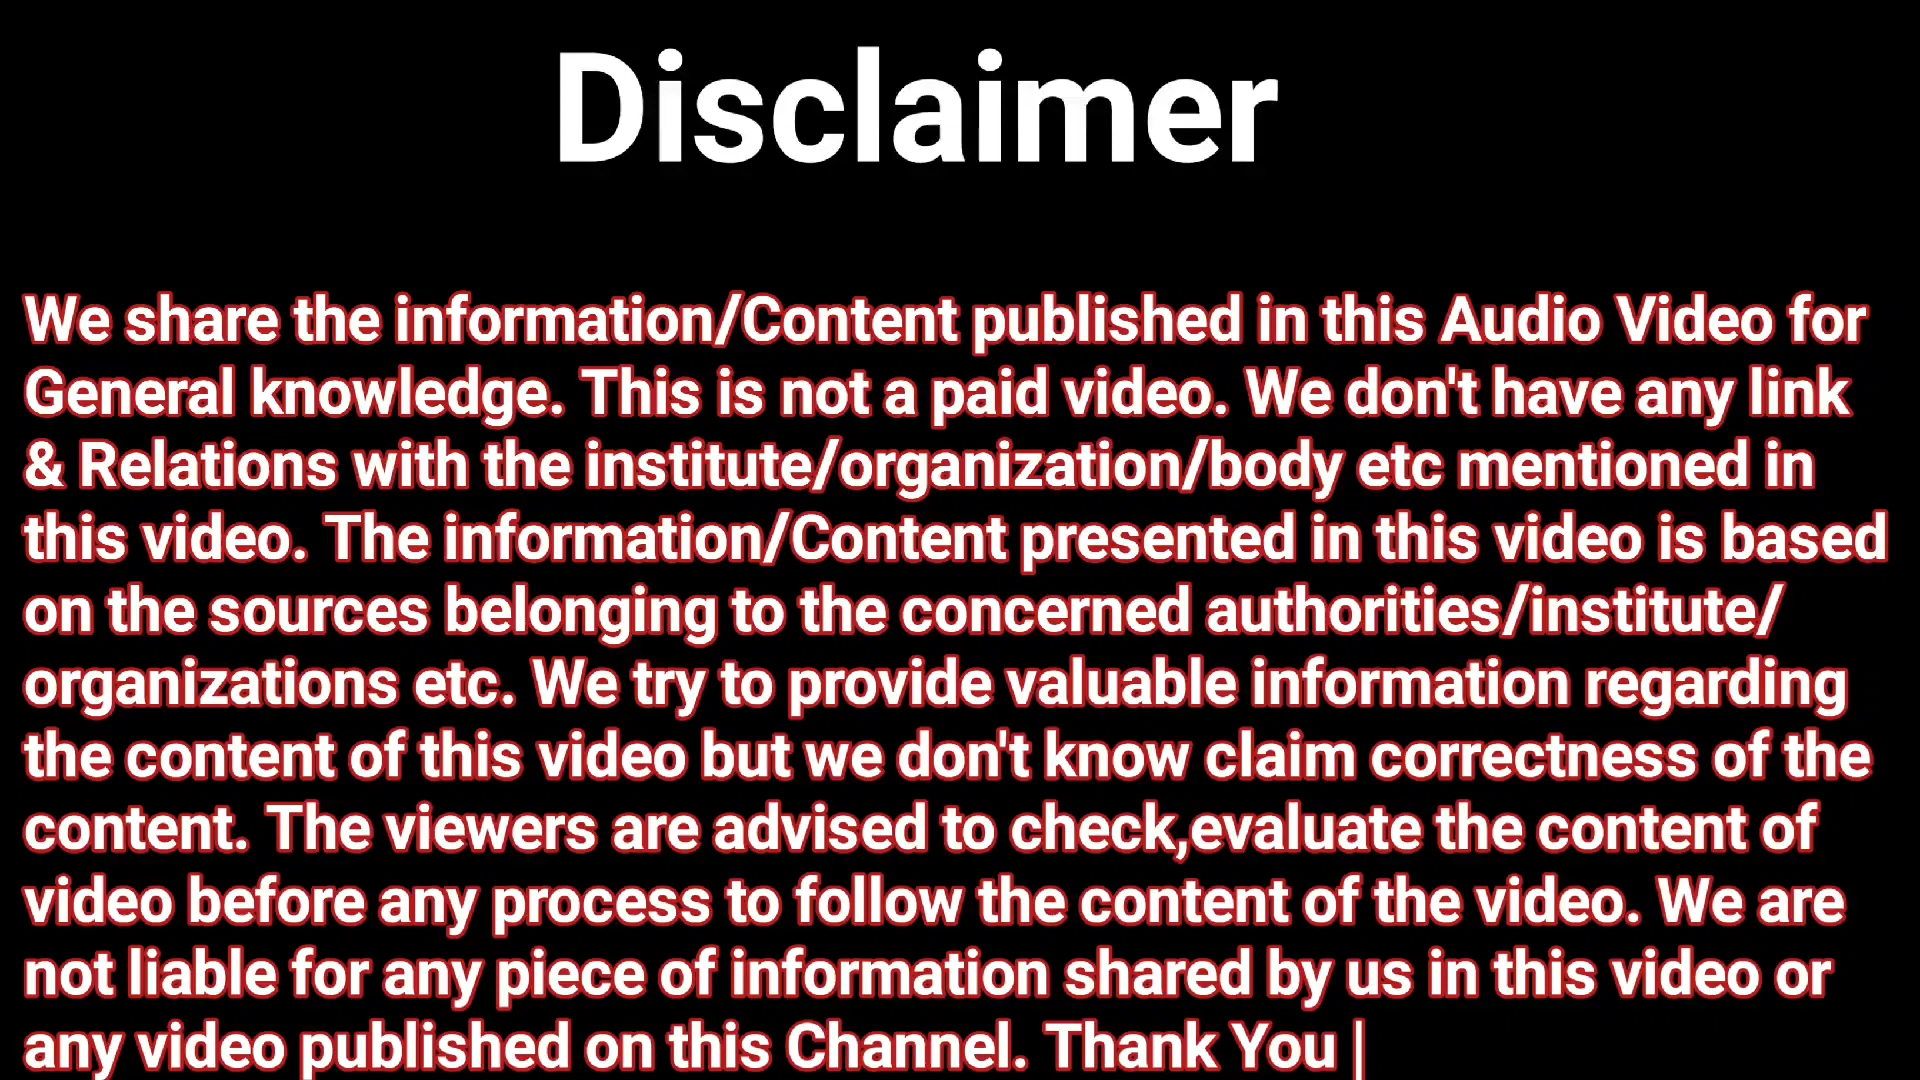 Disclaimer
We share the information/Content published in this Audio Video for
General knowledge. This is not a paid video. We don't have any link
& Relations with the institute/organization/body etc mentioned in
this video. The information/Content presented in this video is based
on the sources belonging to the concerned authorities/institute/
organizations etc. We try to provide valuable information regarding
the content of this video but we don't know claim correctness of the
content. The viewers are advised to check,evaluate the content of
video before any process to follow the content of the video. We are
not liable for any piece of information shared by us in this video or
any video published on this Channel. Thank You |